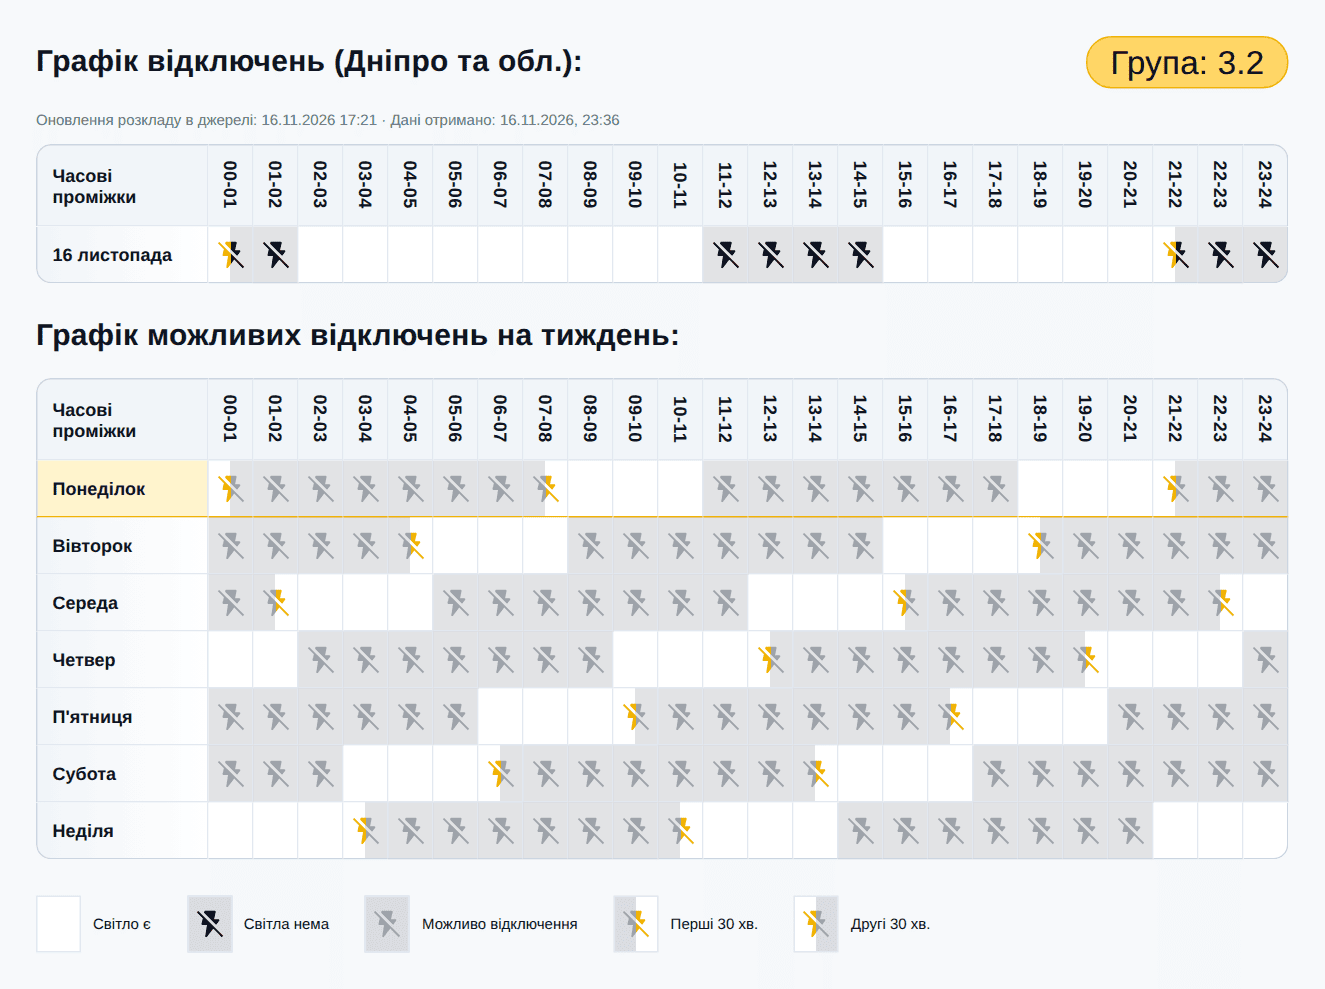 Графік відключень (Дніпро та обл.):
Група: 3.2
Оновлення розкладу в джерелі: 16.11.2026 17:21 · Дані отримано: 16.11.2026, 23:36
Часові проміжки 00-01 01-02 02-03 03-04 04-05 05-06 06-07 07-08 08-09 09-10 10-11 11-12 12-13 13-14 14-15 15-16 16-17 17-18 18-19 19-20 20-21 21-22 22-23 23-24
16 листопада
Графік можливих відключень на тиждень:
Часові проміжки 00-01 01-02 02-03 03-04 04-05 05-06 06-07 07-08 08-09 09-10 10-11 11-12 12-13 13-14 14-15 15-16 16-17 17-18 18-19 19-20 20-21 21-22 22-23 23-24
Понеділок
Вівторок
Середа
Четвер
П'ятниця
Субота
Неділя
Світло є Світла нема Можливо відключення Перші 30 хв. Другі 30 хв.